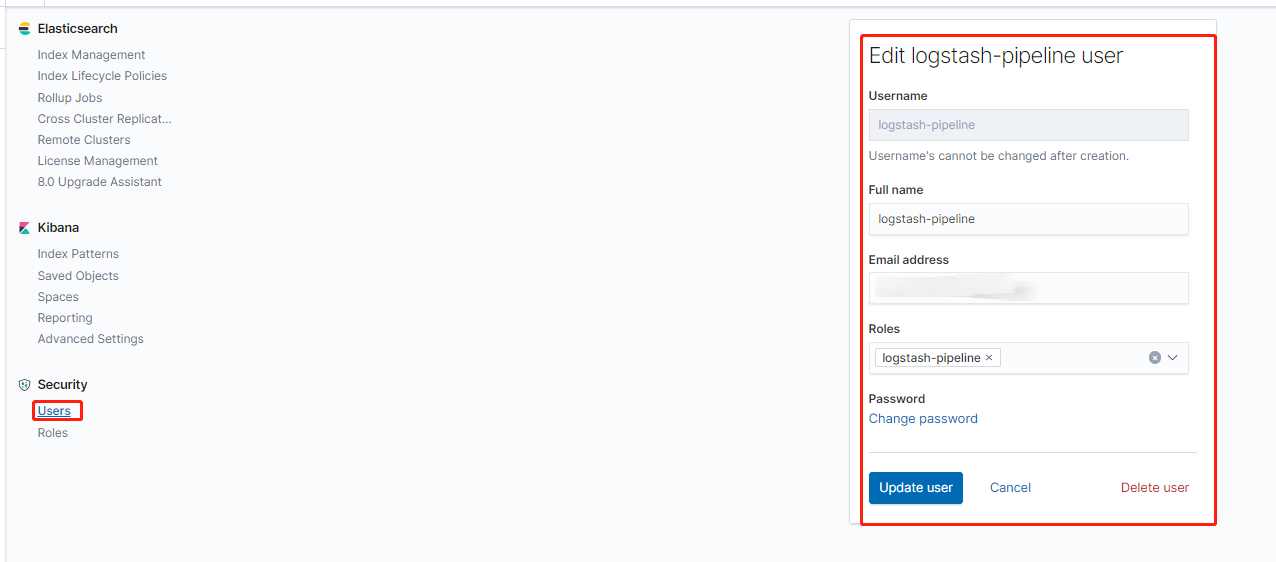 Elasticsearch
Index Management
Index Lifecycle Policies
Rollup Jobs
Cross Cluster Replicat...
Remote Clusters
License Management
8.0 Upgrade Assistant
Kibana
Index Patterns
Saved Objects
Spaces
Reporting
Advanced Settings
Security
Users
Roles
Edit logstash-pipeline user
Username
logstash-pipeline
Username's cannot be changed after creation.
Full name
logstash-pipeline
Email address
Roles
logstash-pipeline ×
Password
Change password
Update user Cancel Delete user